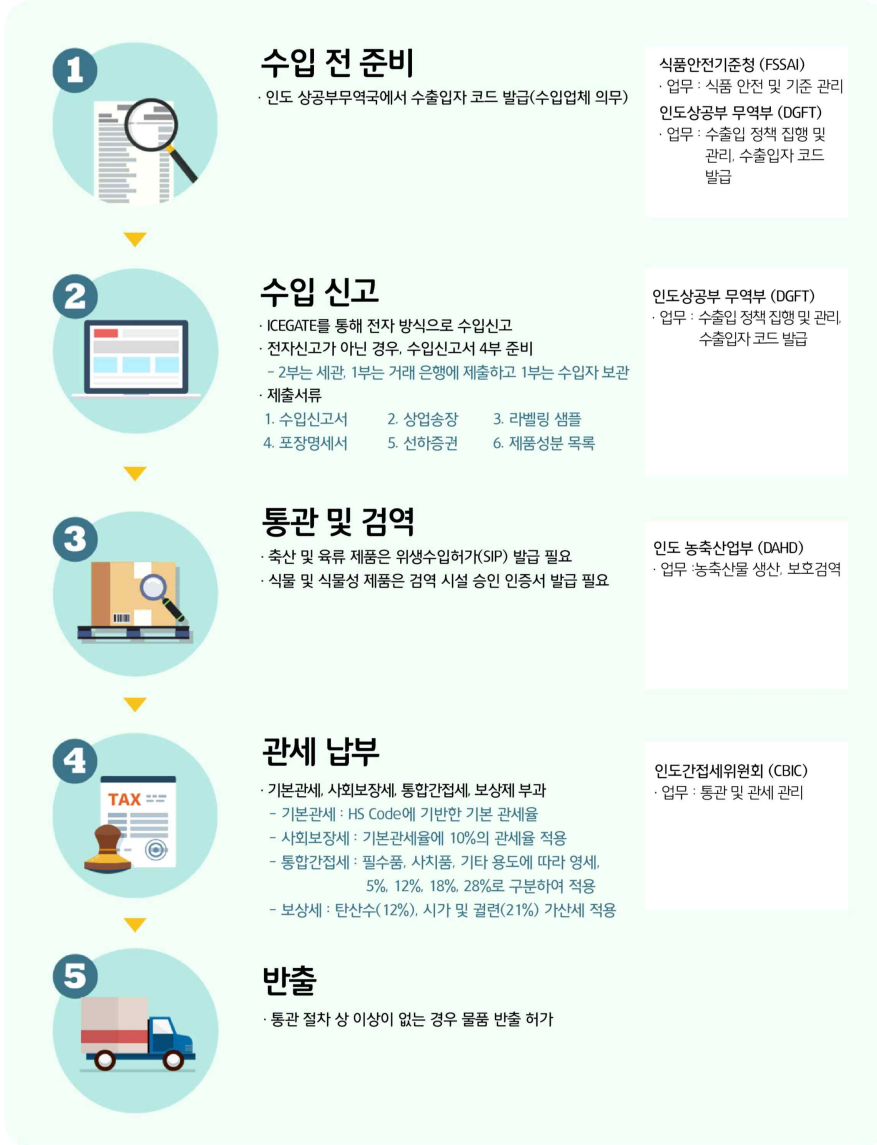 1
수입 전 준비
· 인도 상공부무역국에서 수출입자 코드 발급(수입업체 의무)
식품안전기준청 (FSSAI)
· 업무 : 식품 안전 및 기준 관리
인도상공부 무역부 (DGFT)
· 업무 : 수출입 정책 집행 및
관리, 수출입자 코드
발급
2
수입 신고
· ICEGATE를 통해 전자 방식으로 수입신고
· 전자신고가 아닌 경우, 수입신고서 4부 준비
- 2부는 세관, 1부는 거래 은행에 제출하고 1부는 수입자 보관
· 제출서류
1. 수입신고서 2. 상업송장 3. 라벨링 샘플
4. 포장명세서 5. 선하증권 6. 제품성분 목록
인도상공부 무역부 (DGFT)
· 업무 : 수출입 정책 집행 및 관리,
수출입자 코드 발급
3
통관 및 검역
· 축산 및 육류 제품은 위생수입허가(SIP) 발급 필요
· 식물 및 식물성 제품은 검역 시설 승인 인증서 발급 필요
인도 농축산업부 (DAHD)
· 업무 :농축산물 생산, 보호검역
4
TAX
관세 납부
· 기본관세, 사회보장세, 통합간접세, 보상제 부과
- 기본관세 : HS Code에 기반한 기본 관세율
- 사회보장세 : 기본관세율에 10%의 관세율 적용
- 통합간접세 : 필수품, 사치품, 기타 용도에 따라 영세,
5%, 12%, 18%, 28%로 구분하여 적용
- 보상세 : 탄산수(12%), 시가 및 궐련(21%) 가산세 적용
인도간접세위원회 (CBIC)
· 업무 : 통관 및 관세 관리
5
반출
· 통관 절차 상 이상이 없는 경우 물품 반출 허가